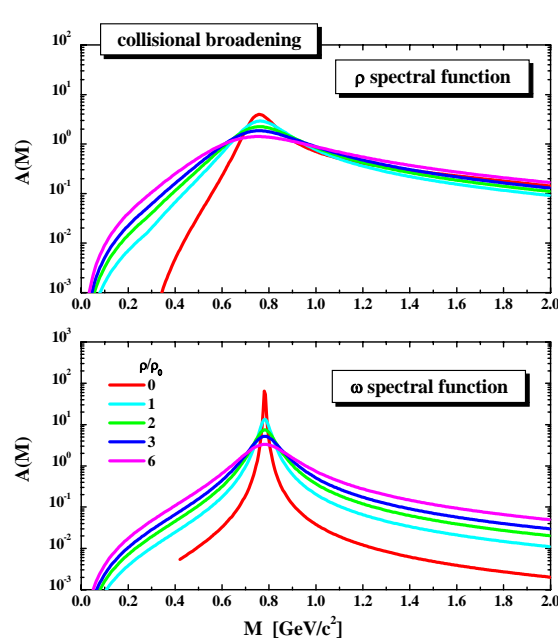 collisional broadening
ρ spectral function
10²
10¹
10⁰
10⁻¹
10⁻²
10⁻³
A(M)
0.0 0.2 0.4 0.6 0.8 1.0 1.2 1.4 1.6 1.8 2.0
10³
10²
10¹
10⁰
10⁻¹
10⁻²
10⁻³
A(M)
ρ/ρ₀
0
1
2
3
6
ω spectral function
0.0 0.2 0.4 0.6 0.8 1.0 1.2 1.4 1.6 1.8 2.0
M [GeV/c²]